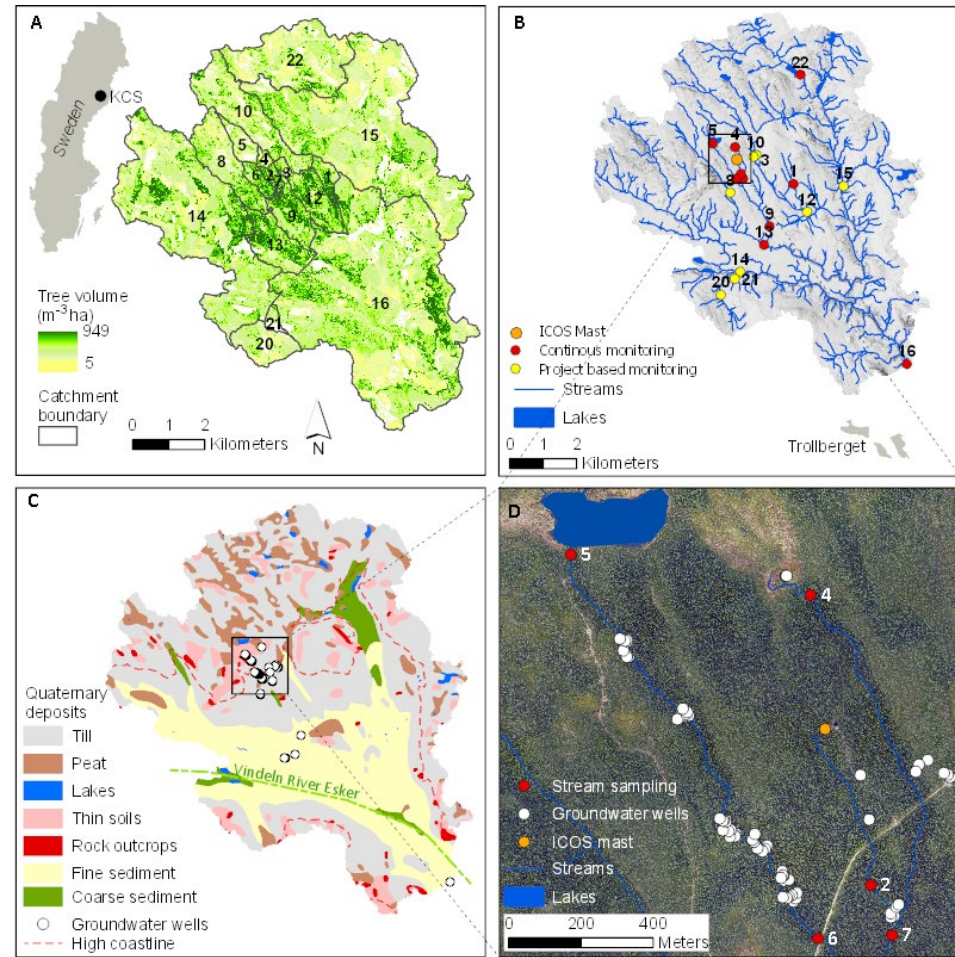 A
Sweden
KCS
22
10
15
5
8
4
6
2
3
1
12
14
9
13
16
21
20
Tree volume
(m⁻³ha)
949
5
Catchment
boundary
0 1 2
Kilometers
N
B
22
5
4
10
3
8
1
15
12
9
13
14
21
20
16
ICOS Mast
Continous monitoring
Project based monitoring
Streams
Lakes
0 1 2
Kilometers
Trollberget
C
Quaternary
deposits
Till
Peat
Lakes
Thin soils
Rock outcrops
Fine sediment
Coarse sediment
Groundwater wells
High coastline
Vindeln River Esker
D
5
4
Stream sampling
Groundwater wells
ICOS mast
Streams
Lakes
2
6
7
0 200 400
Meters